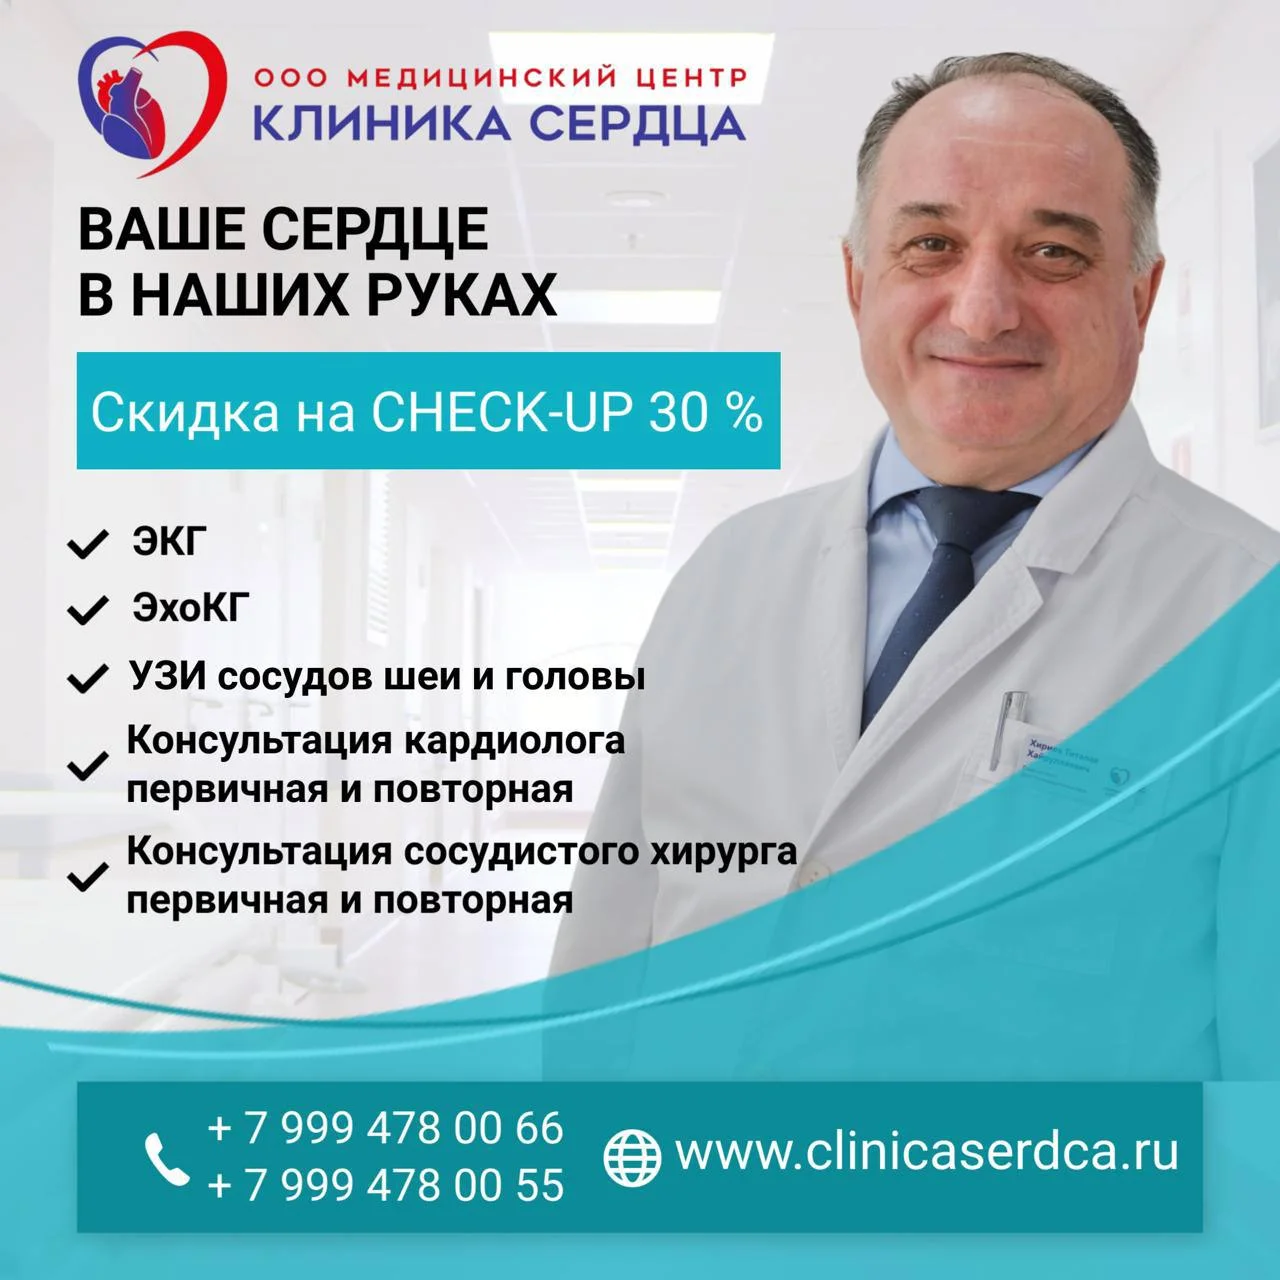 ООО МЕДИЦИНСКИЙ ЦЕНТР
КЛИНИКА СЕРДЦА
ВАШЕ СЕРДЦЕ
В НАШИХ РУКАХ
Скидка на CHECK-UP 30 %
ЭКГ
ЭхоКГ
УЗИ сосудов шеи и головы
Консультация кардиолога
первичная и повторная
Консультация сосудистого хирурга
первичная и повторная
+ 7 999 478 00 66
+ 7 999 478 00 55
www.clinicaserdca.ru